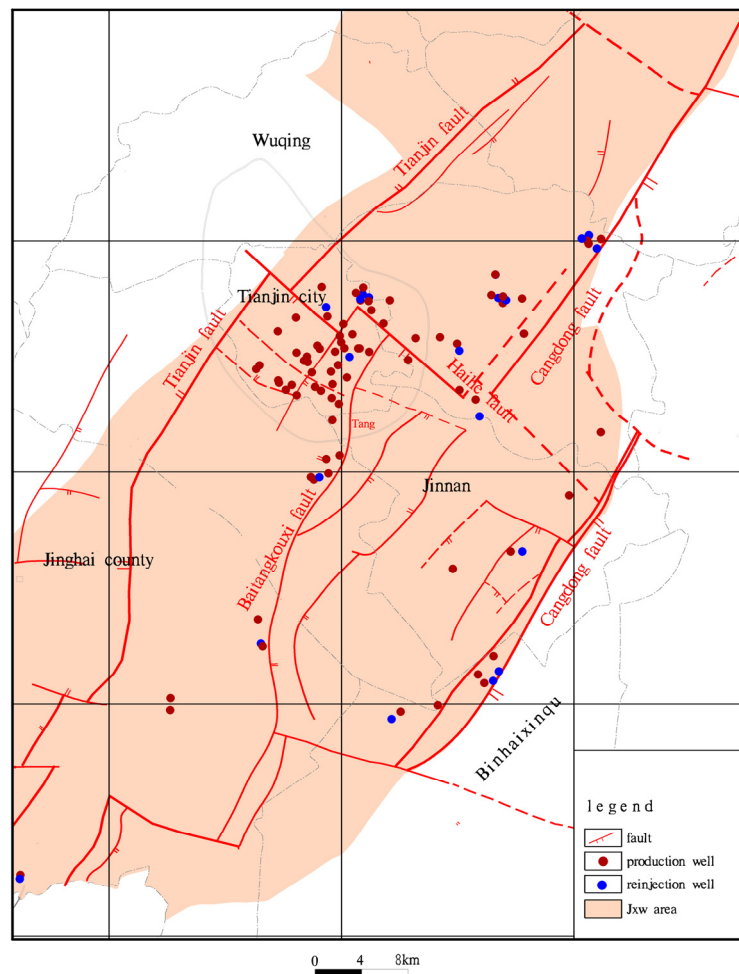 Wuqing
Tianjin fault
Tianjin city
Tianjin fault
Cangdong fault
Haihe fault
Tang
Jinnan
Baitangkouxi fault
Jinghai county
Cangdong fault
Binhaixinqu
legend
fault
production well
reinjection well
Jxw area
0 4 8km